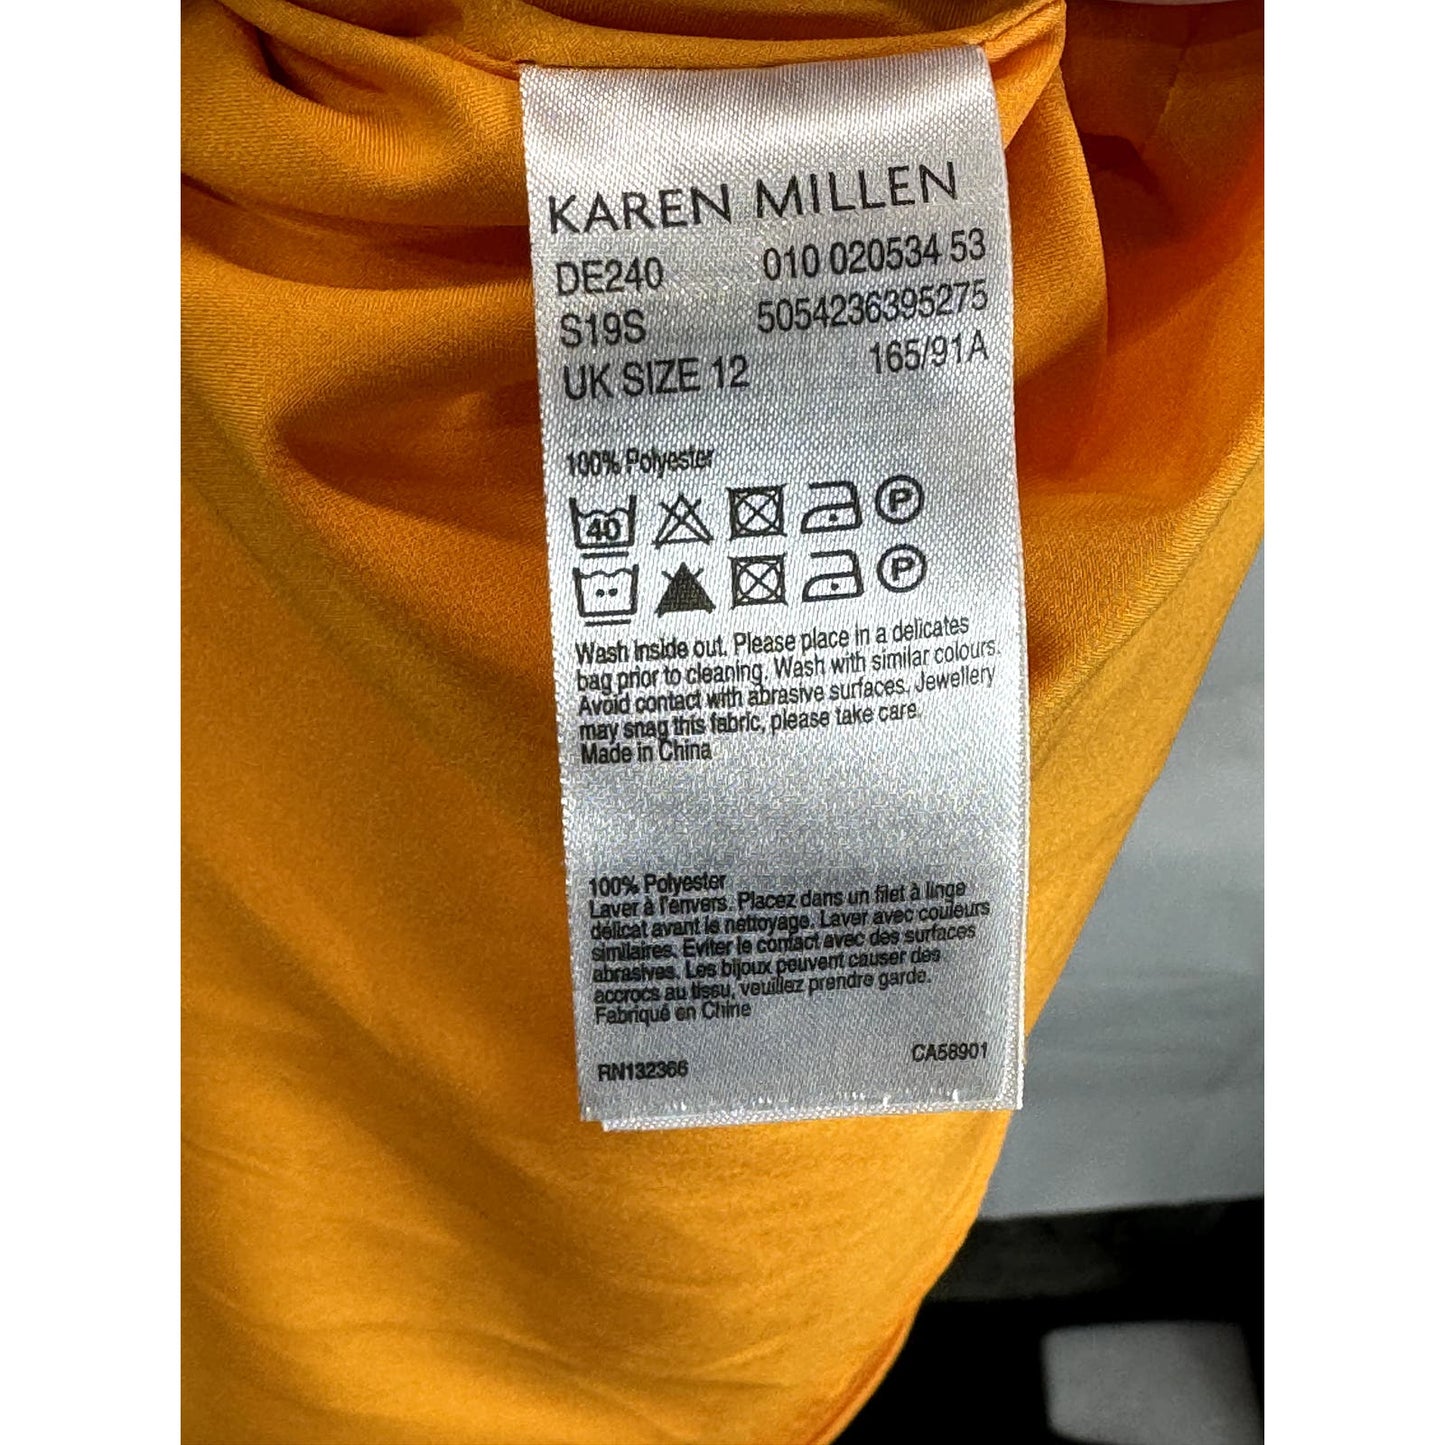 KAREN MILLEN
DE240 010 020534 53
S19S 5054236395275
UK SIZE 12 165/91A
100% Polyester
40 P
P
Wash inside out. Please place in a delicates
bag prior to cleaning. Wash with similar colours.
Avoid contact with abrasive surfaces. Jewellery
may snag this fabric, please take care.
Made in China
100% Polyester
Laver à l'envers. Placez dans un filet à linge
délicat avant le nettoyage. Laver avec couleurs
similaires. Eviter le contact avec des surfaces
abrasives. Les bijoux peuvent causer des
accrocs au tissu, veuillez prendre garde.
Fabriqué en Chine
RN132366 CA58901